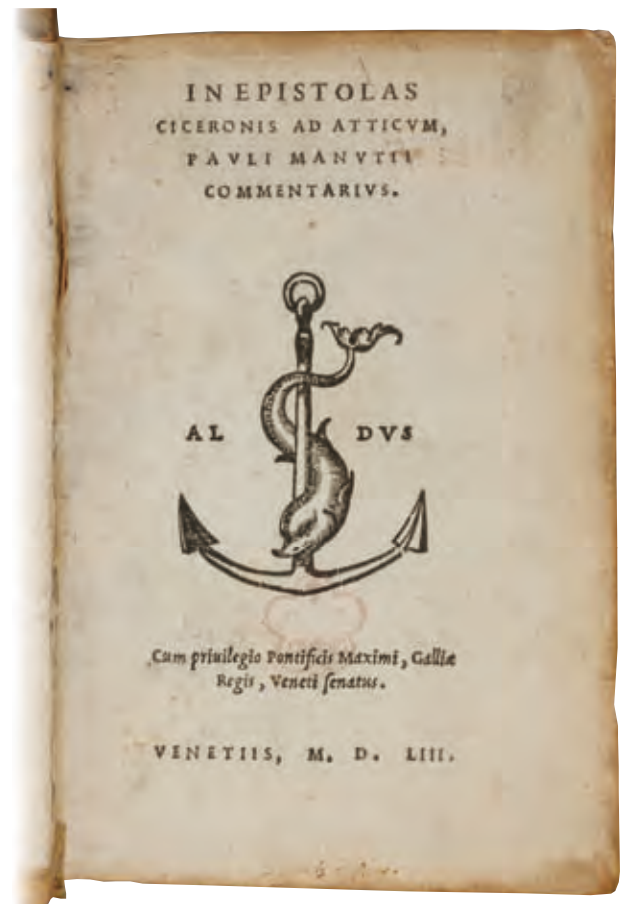 IN EPISTOLAS
CICERONIS AD ATTICVM,
PAVLI MANVTII
COMMENTARIVS.
AL DVS
Cum priuilegio Pontificis Maximi, Galliæ
Regis, Veneti ſenatus.
VENETIIS, M. D. LIII.